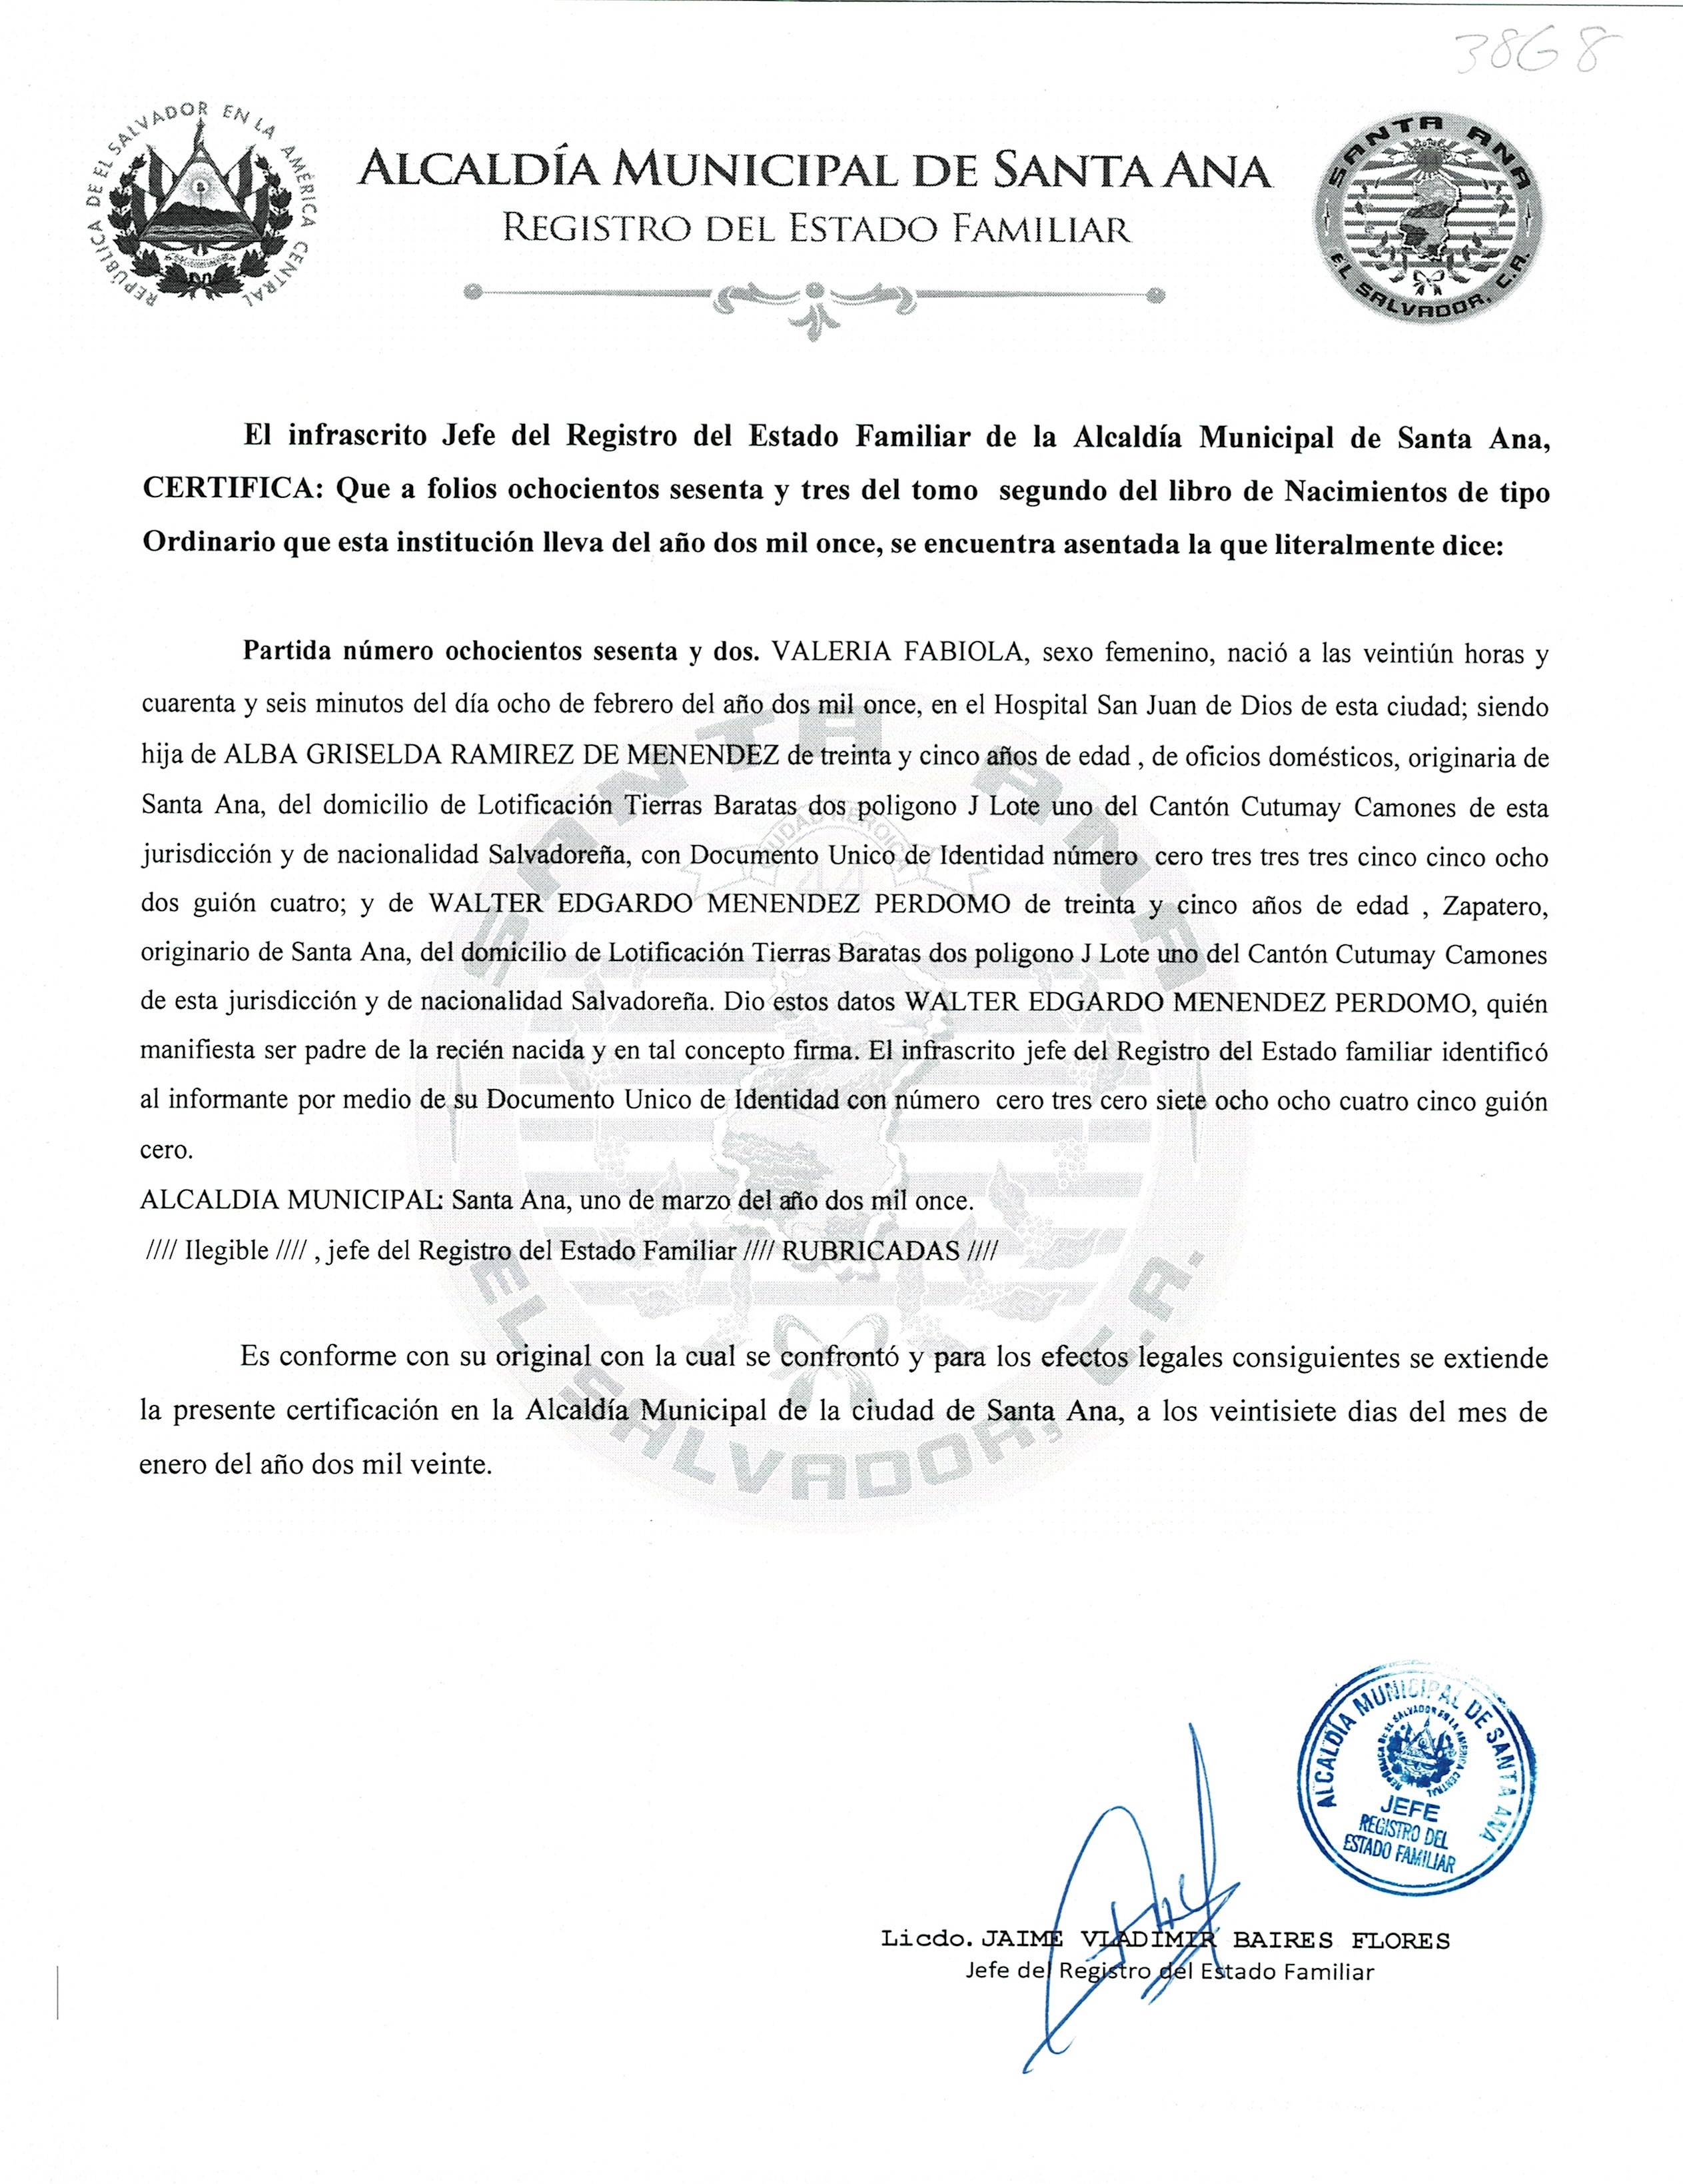 3868
REPÚBLICA DE EL SALVADOR EN LA AMÉRICA CENTRAL
ALCALDÍA MUNICIPAL DE SANTA ANA
REGISTRO DEL ESTADO FAMILIAR
SANTA ANA
EL SALVADOR, C.A.
El infrascrito Jefe del Registro del Estado Familiar de la Alcaldía Municipal de Santa Ana,
CERTIFICA: Que a folios ochocientos sesenta y tres del tomo segundo del libro de Nacimientos de tipo
Ordinario que esta institución lleva del año dos mil once, se encuentra asentada la que literalmente dice:
Partida número ochocientos sesenta y dos. VALERIA FABIOLA, sexo femenino, nació a las veintiún horas y
cuarenta y seis minutos del día ocho de febrero del año dos mil once, en el Hospital San Juan de Dios de esta ciudad; siendo
hija de ALBA GRISELDA RAMIREZ DE MENENDEZ de treinta y cinco años de edad , de oficios domésticos, originaria de
Santa Ana, del domicilio de Lotificación Tierras Baratas dos poligono J Lote uno del Cantón Cutumay Camones de esta
jurisdicción y de nacionalidad Salvadoreña, con Documento Unico de Identidad número cero tres tres tres cinco cinco ocho
dos guión cuatro; y de WALTER EDGARDO MENENDEZ PERDOMO de treinta y cinco años de edad , Zapatero,
originario de Santa Ana, del domicilio de Lotificación Tierras Baratas dos poligono J Lote uno del Cantón Cutumay Camones
de esta jurisdicción y de nacionalidad Salvadoreña. Dio estos datos WALTER EDGARDO MENENDEZ PERDOMO, quién
manifiesta ser padre de la recién nacida y en tal concepto firma. El infrascrito jefe del Registro del Estado familiar identificó
al informante por medio de su Documento Unico de Identidad con número cero tres cero siete ocho ocho cuatro cinco guión
cero.
ALCALDIA MUNICIPAL: Santa Ana, uno de marzo del año dos mil once.
//// Ilegible //// , jefe del Registro del Estado Familiar //// RUBRICADAS ////
Es conforme con su original con la cual se confrontó y para los efectos legales consiguientes se extiende
la presente certificación en la Alcaldía Municipal de la ciudad de Santa Ana, a los veintisiete dias del mes de
enero del año dos mil veinte.
SANTA ANA
CIUDAD HEROICA
44
EL SALVADOR, C.A.
ALCALDÍA MUNICIPAL DE SANTA ANA
REPÚBLICA DE EL SALVADOR EN LA AMERICA CENTRAL
JEFE
REGISTRO DEL
ESTADO FAMILIAR
Licdo. JAIME VLADIMIR BAIRES FLORES
Jefe del Registro del Estado Familiar